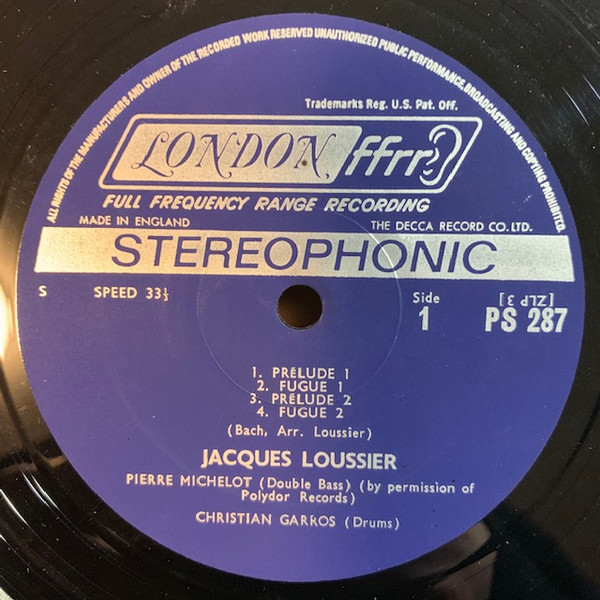 ALL RIGHTS OF THE MANUFACTURERS AND OWNER OF THE RECORDED WORK RESERVED UNAUTHORIZED PUBLIC PERFORMANCE, BROADCASTING AND COPYING PROHIBITED.
Trademarks Reg. U.S. Pat. Off.
LONDON ffrr
FULL FREQUENCY RANGE RECORDING
MADE IN ENGLAND THE DECCA RECORD CO. LTD.
STEREOPHONIC
S SPEED 33⅓ Side [ZLP 3]
1 PS 287
1. PRÉLUDE 1
2. FUGUE 1
3. PRÉLUDE 2
4. FUGUE 2
(Bach, Arr. Loussier)
JACQUES LOUSSIER
PIERRE MICHELOT (Double Bass) (by permission of
Polydor Records)
CHRISTIAN GARROS (Drums)